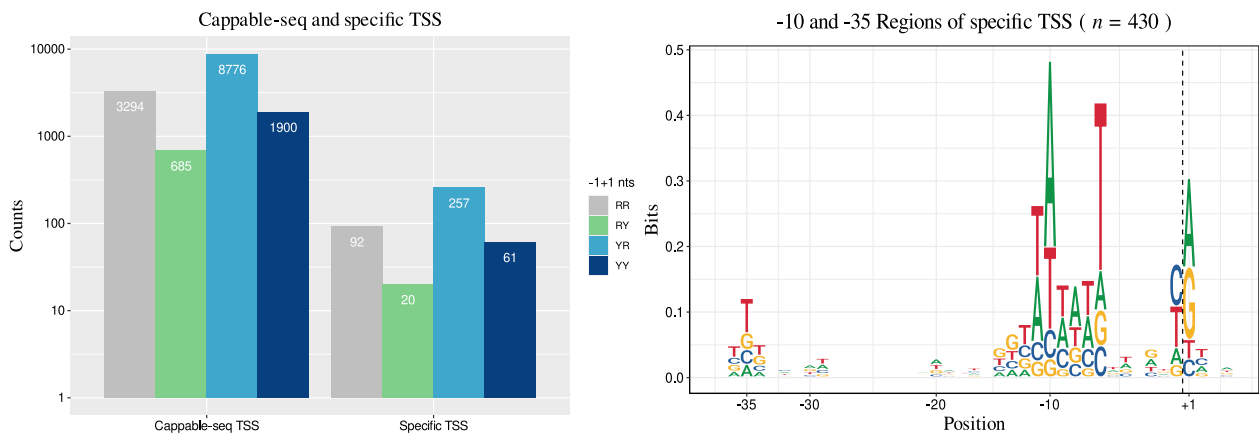 Cappable-seq and specific TSS
Counts
10000
1000
100
10
1
3294
685
8776
1900
92
20
257
61
Cappable-seq TSS
Specific TSS
-1+1 nts
RR
RY
YR
YY
-10 and -35 Regions of specific TSS ( n = 430 )
Bits
0.5
0.4
0.3
0.2
0.1
0.0
-35
-30
-20
-10
+1
Position